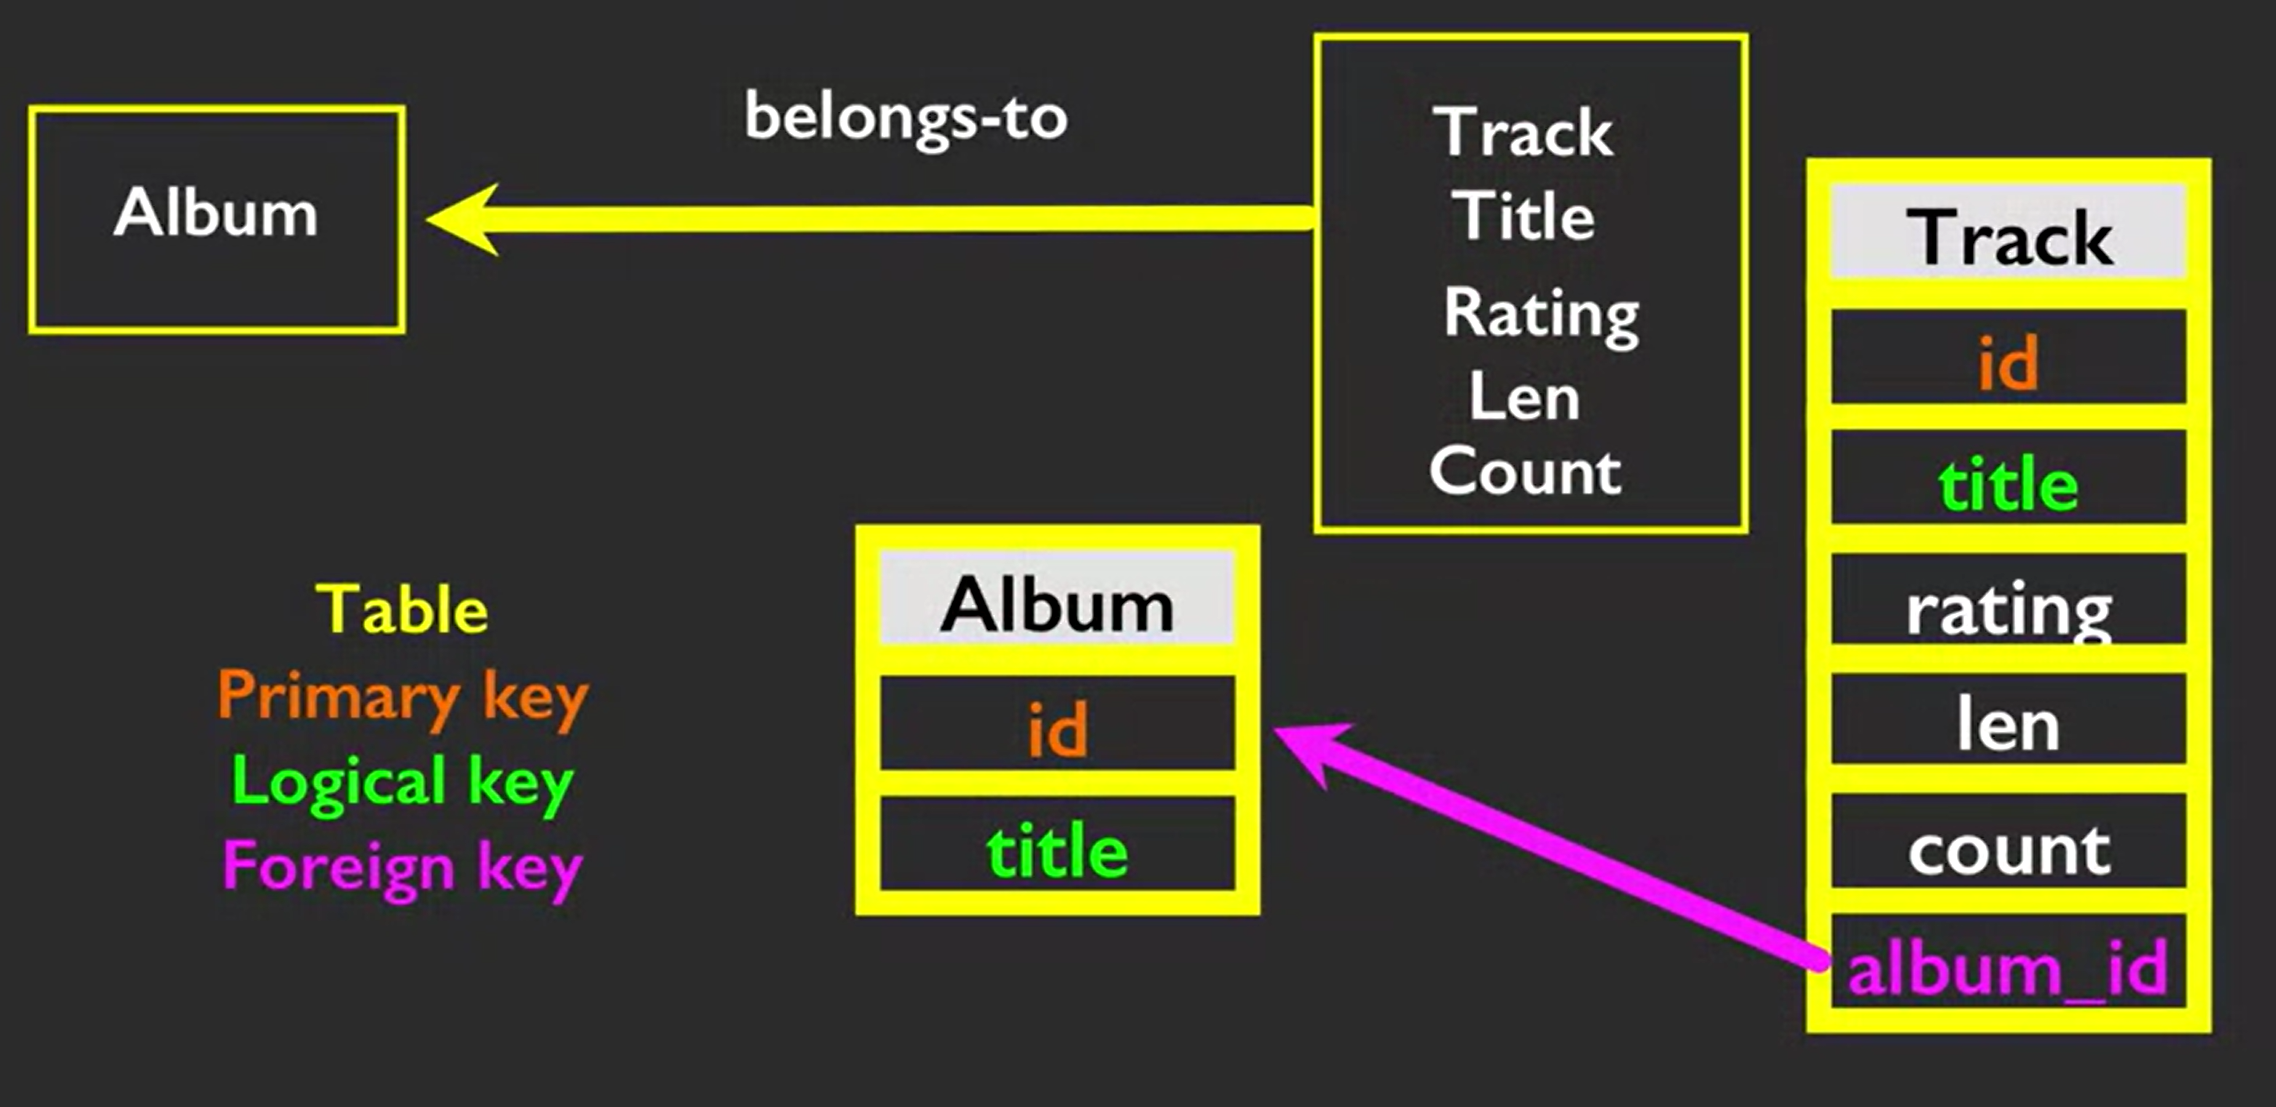 Album
belongs-to
Track
Title
Rating
Len
Count
Table
Primary key
Logical key
Foreign key
Album
id
title
Track
id
title
rating
len
count
album_id